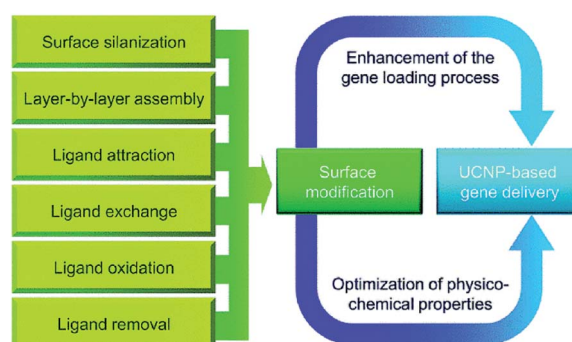 Surface silanization
Layer-by-layer assembly
Ligand attraction
Ligand exchange
Ligand oxidation
Ligand removal
Enhancement of the
gene loading process
Surface
modification
UCNP-based
gene delivery
Optimization of physico-
chemical properties